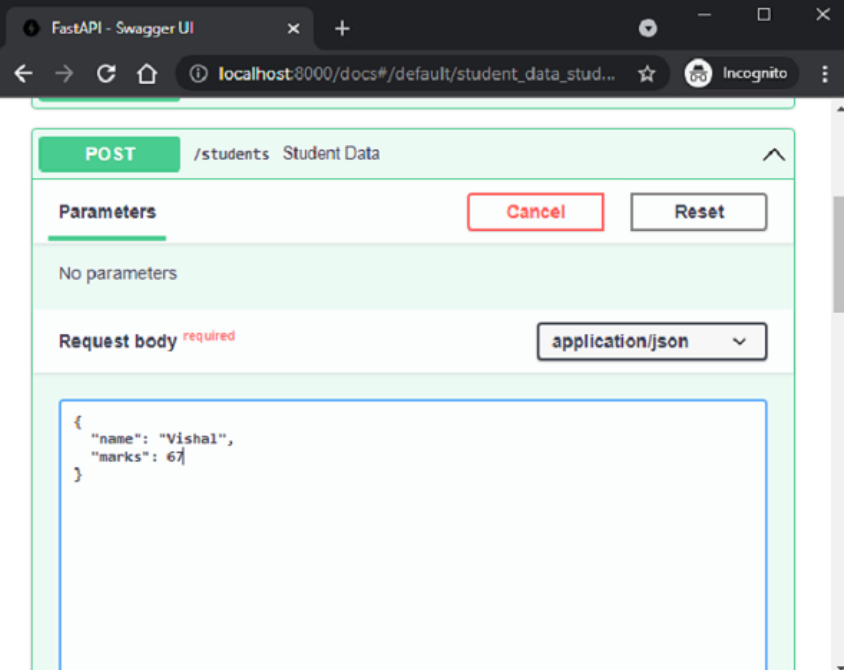 FastAPI - Swagger UI
localhost:8000/docs#/default/student_data_stud...
Incognito
POST /students Student Data
Parameters Cancel Reset
No parameters
Request body required application/json
{
"name": "Vishal",
"marks": 67
}